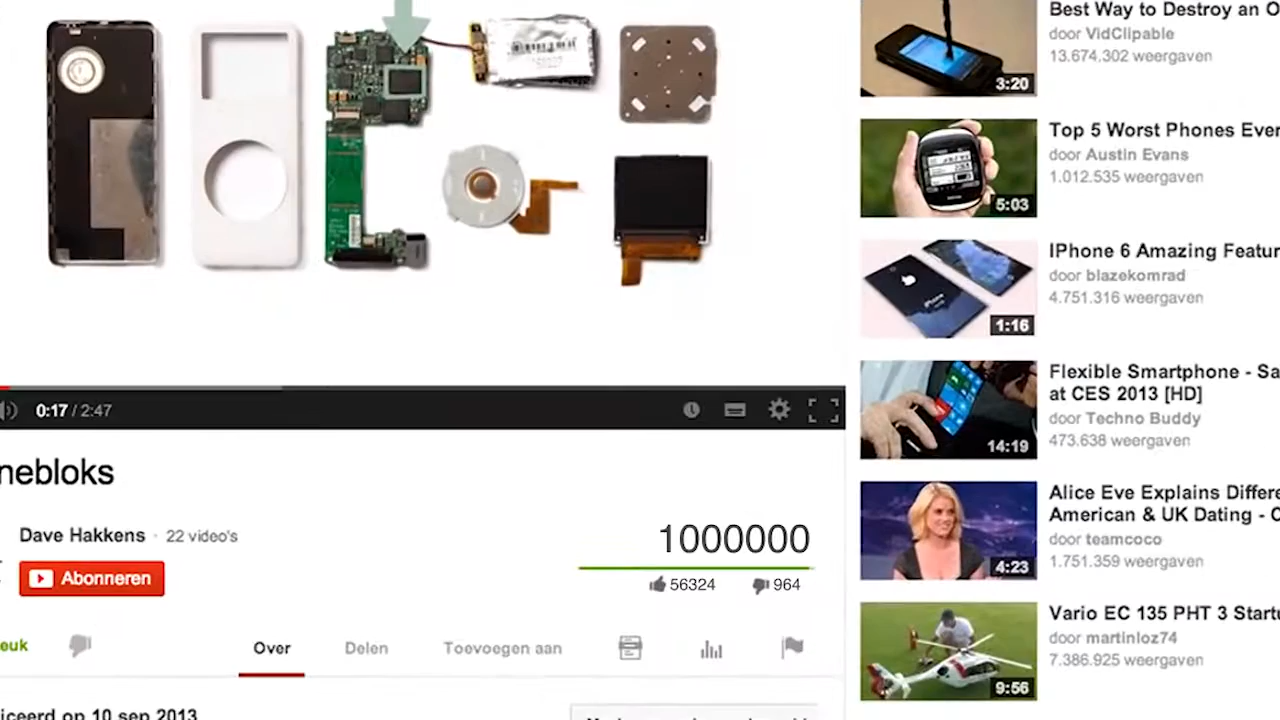 Best Way to Destroy an O
door VidClipable
13.674.302 weergaven
3:20
Top 5 Worst Phones Ever
door Austin Evans
1.012.535 weergaven
5:03
IPhone 6 Amazing Featur
door blazekomrad
4.751.316 weergaven
1:16
Flexible Smartphone - Sa
at CES 2013 [HD]
door Techno Buddy
473.638 weergaven
14:19
Alice Eve Explains Differe
American & UK Dating - C
door teamcoco
1.751.359 weergaven
4:23
Vario EC 135 PHT 3 Startu
door martinloz74
7.386.925 weergaven
9:56
0:17 / 2:47
nebloks
Dave Hakkens · 22 video's
Abonneren
1000000
56324 964
euk
Over Delen Toevoegen aan
iceerd op 10 sep 2013